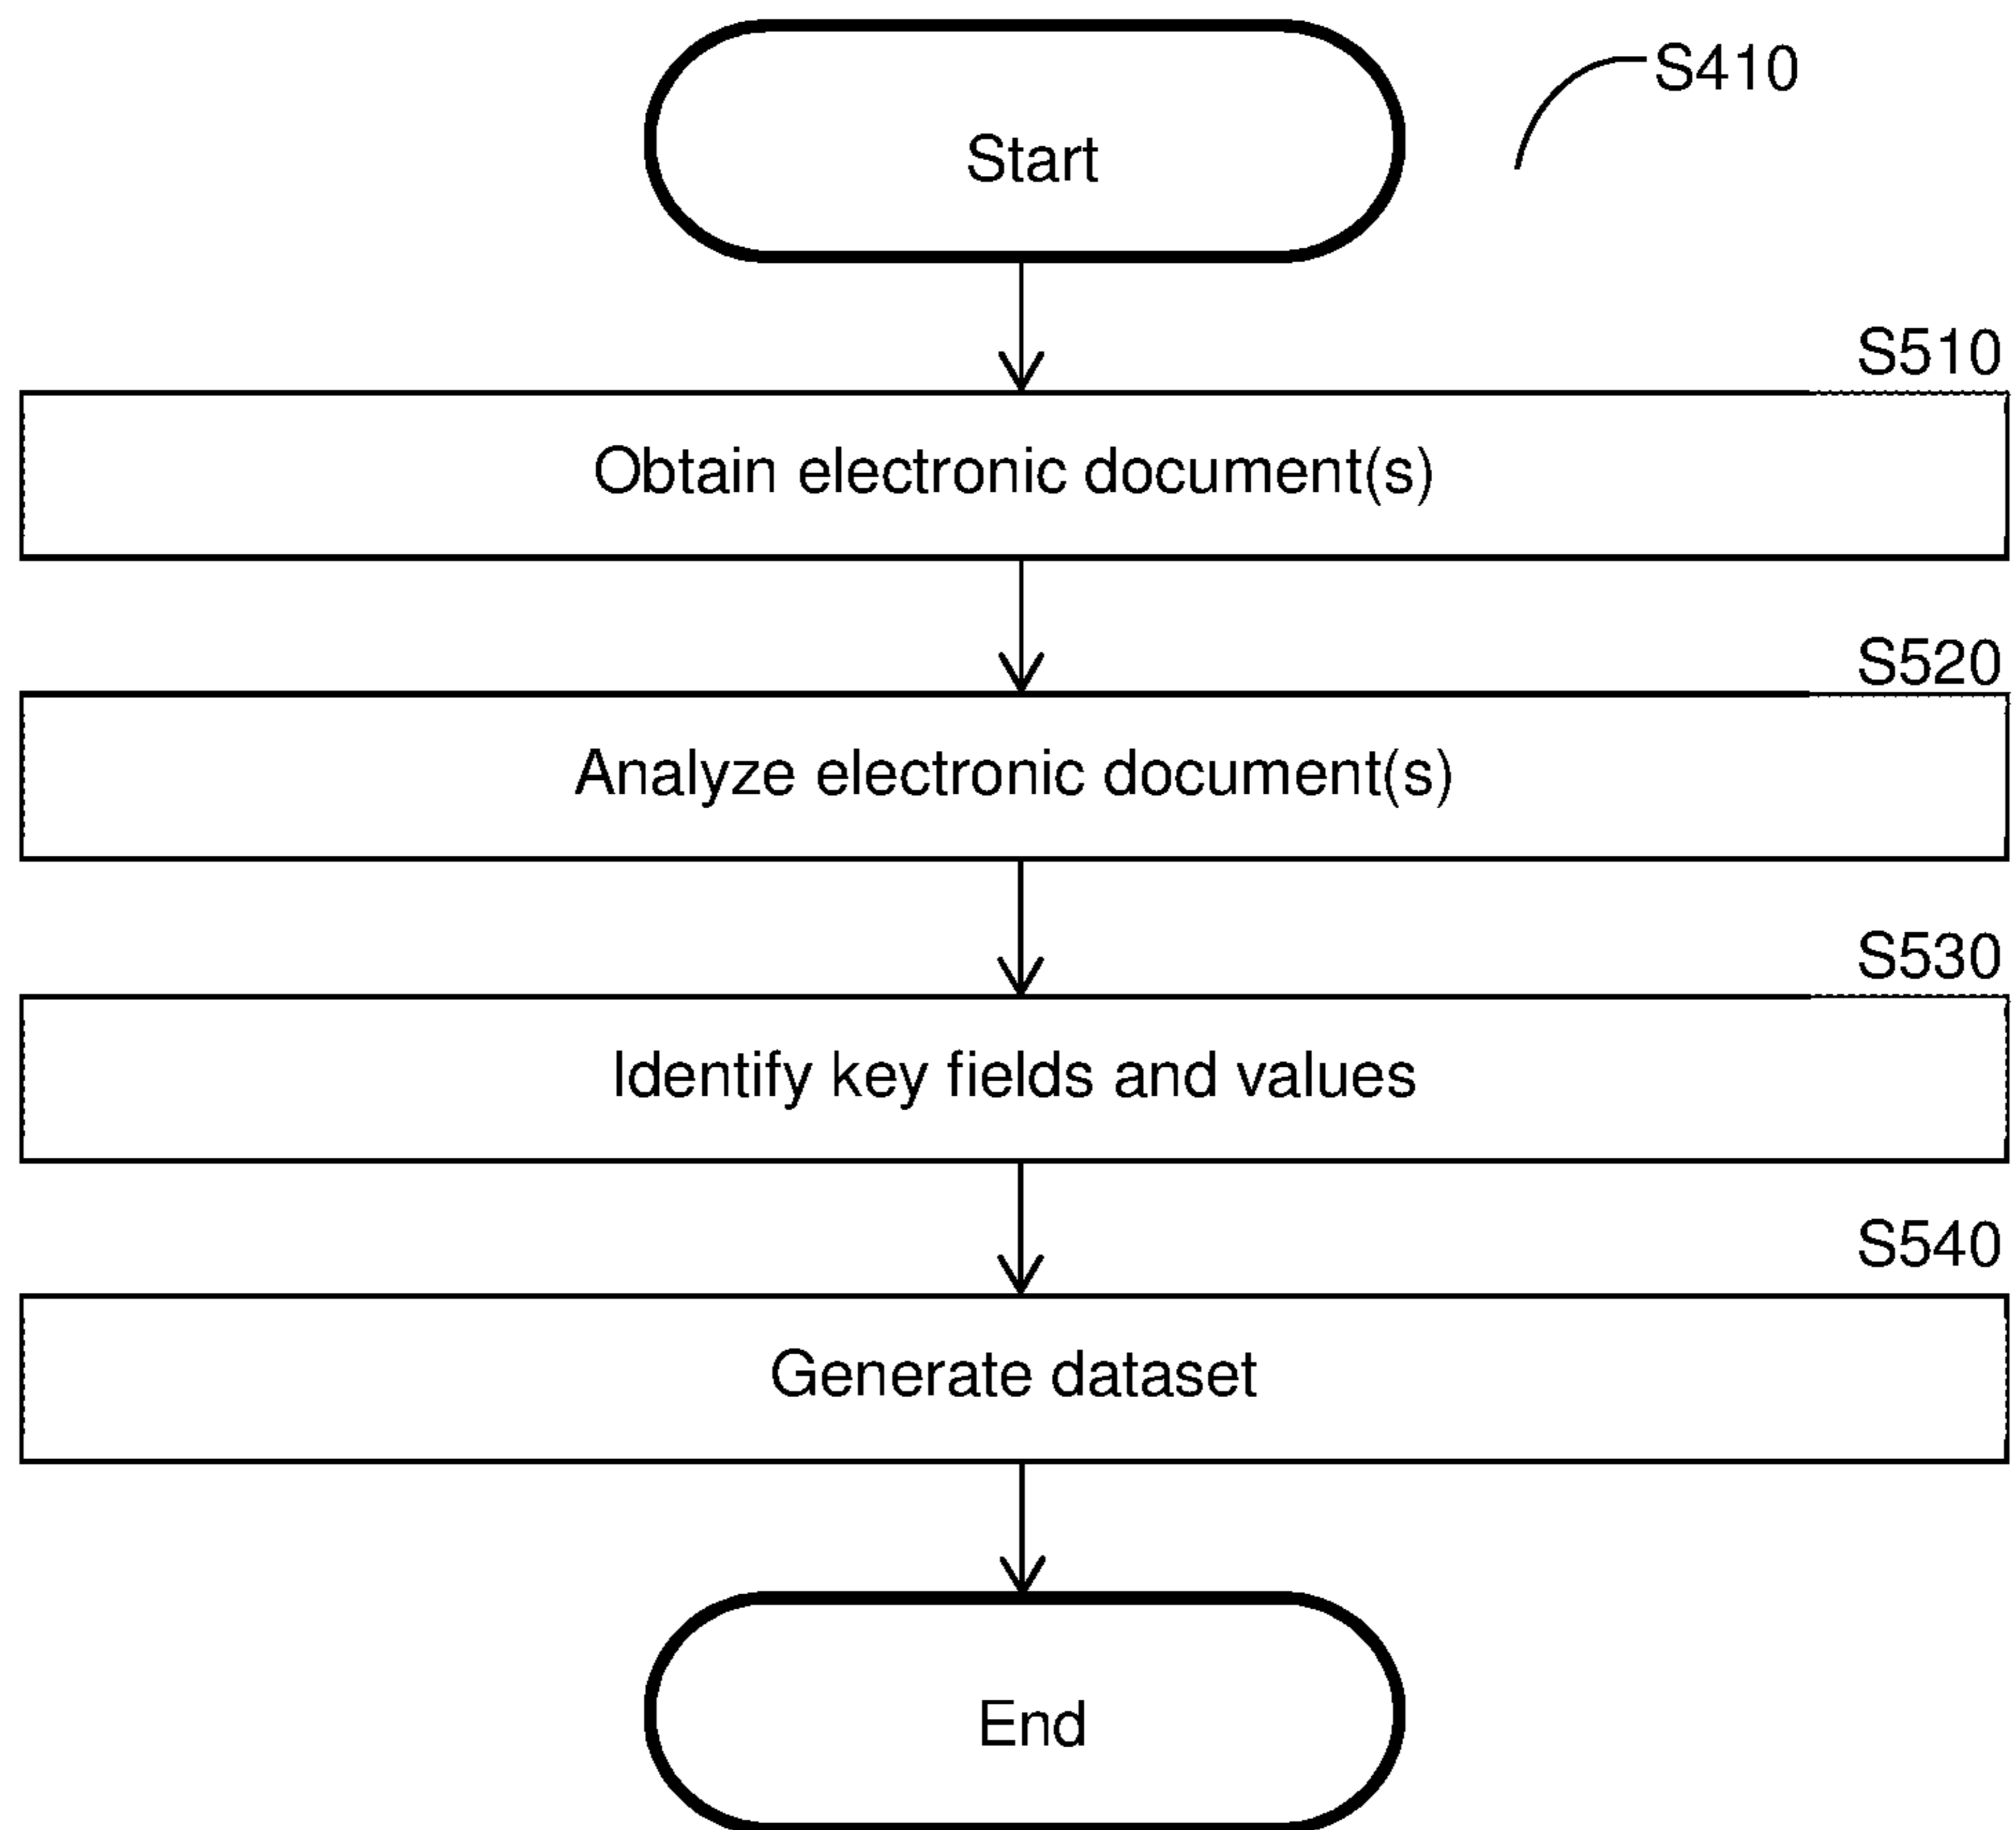 S410
Start
S510
Obtain electronic document(s)
S520
Analyze electronic document(s)
S530
Identify key fields and values
S540
Generate dataset
End